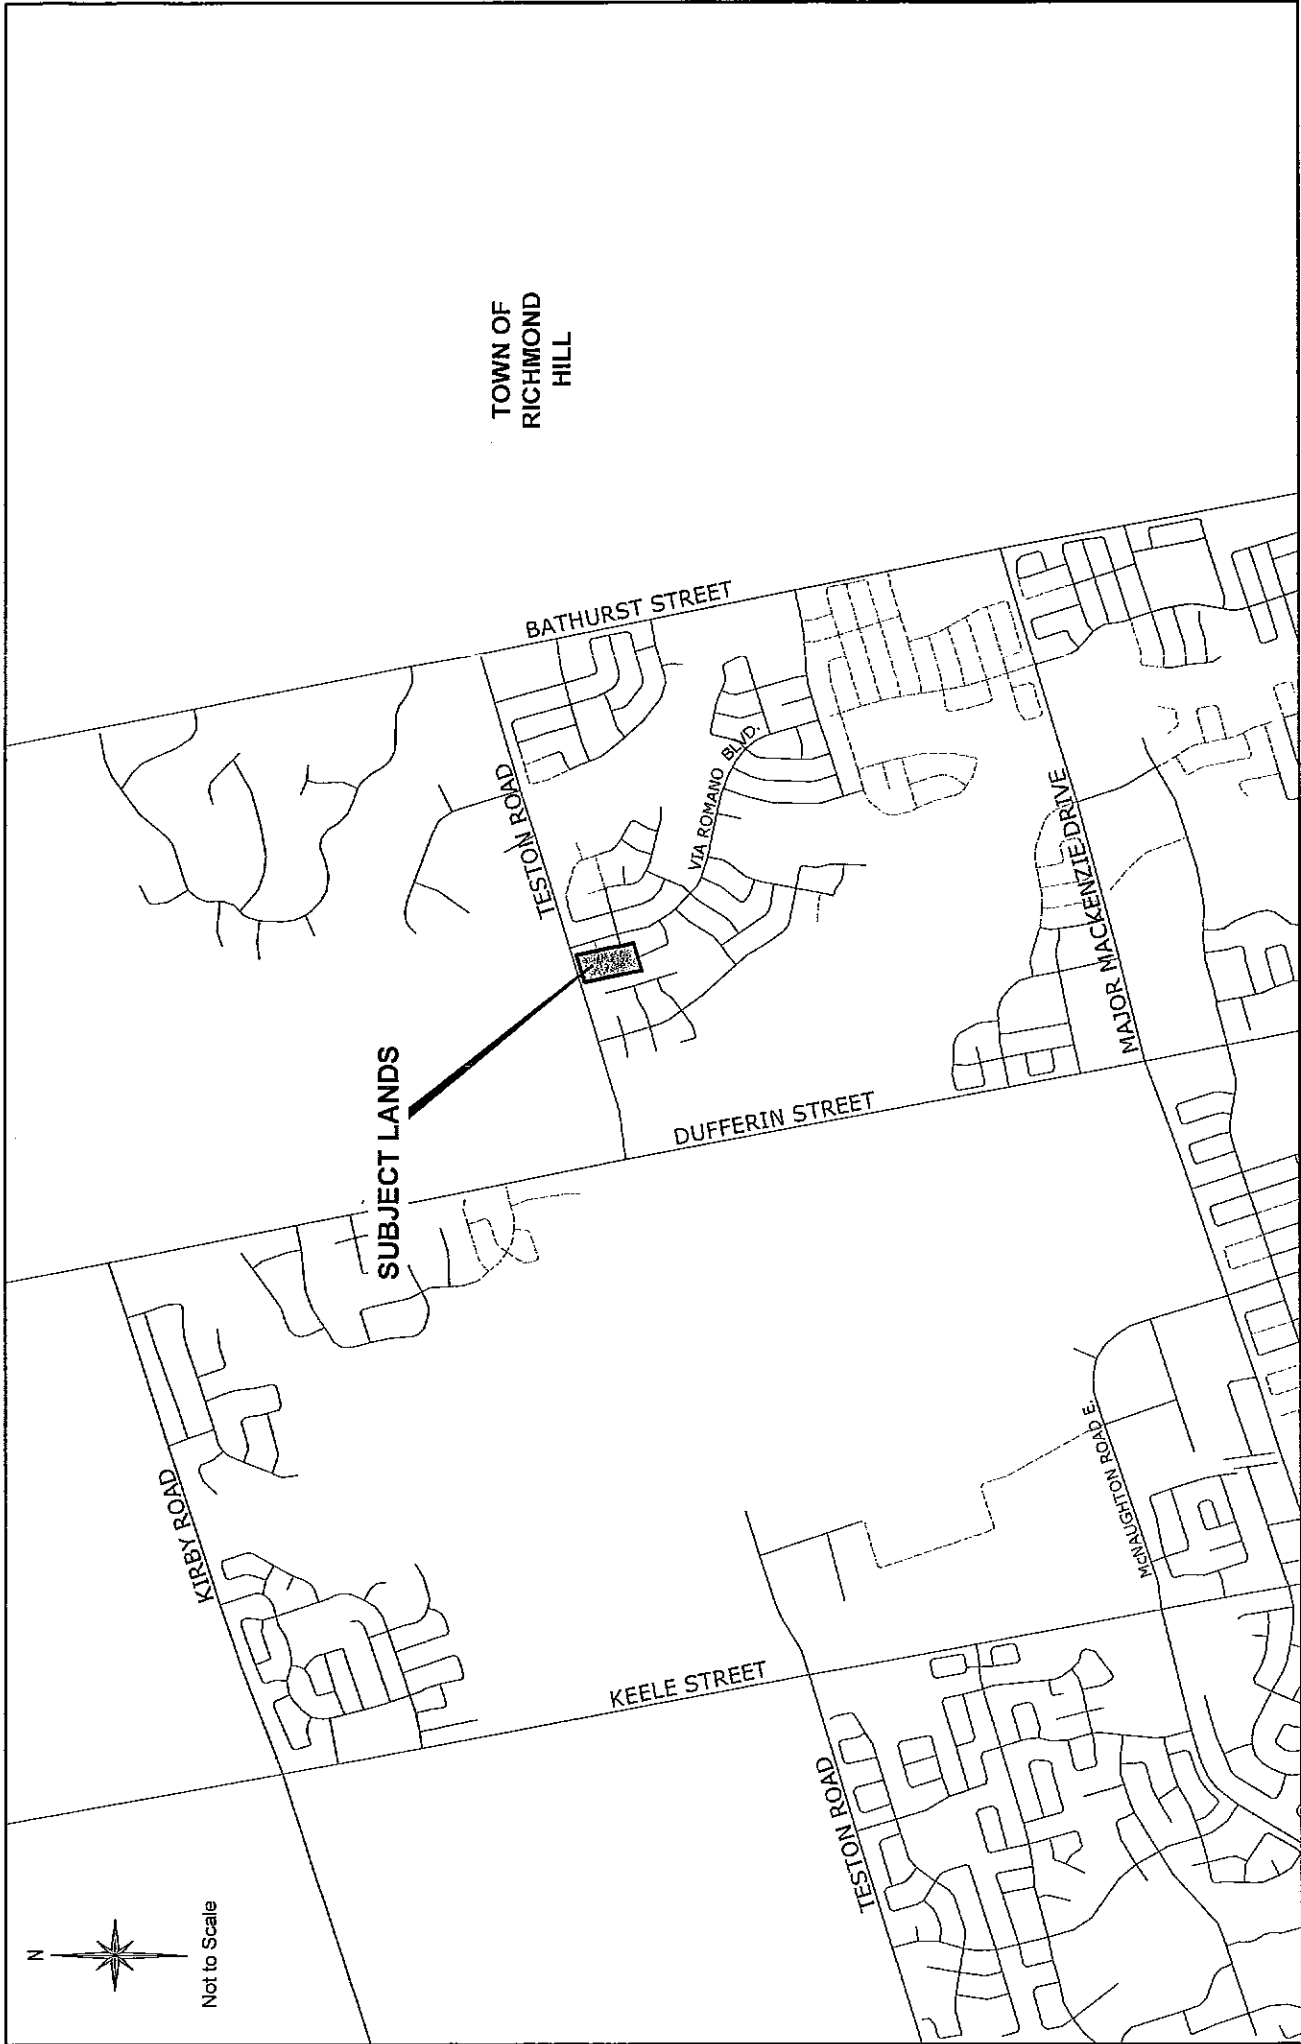 N
Not to Scale
KIRBY ROAD
SUBJECT LANDS
TESTON ROAD
BATHURST STREET
TOWN OF
RICHMOND
HILL
VIA ROMANO BLVD.
DUFFERIN STREET
KEELE STREET
TESTON ROAD
MCNAUGHTON ROAD E.
MAJOR MACKENZIE DRIVE